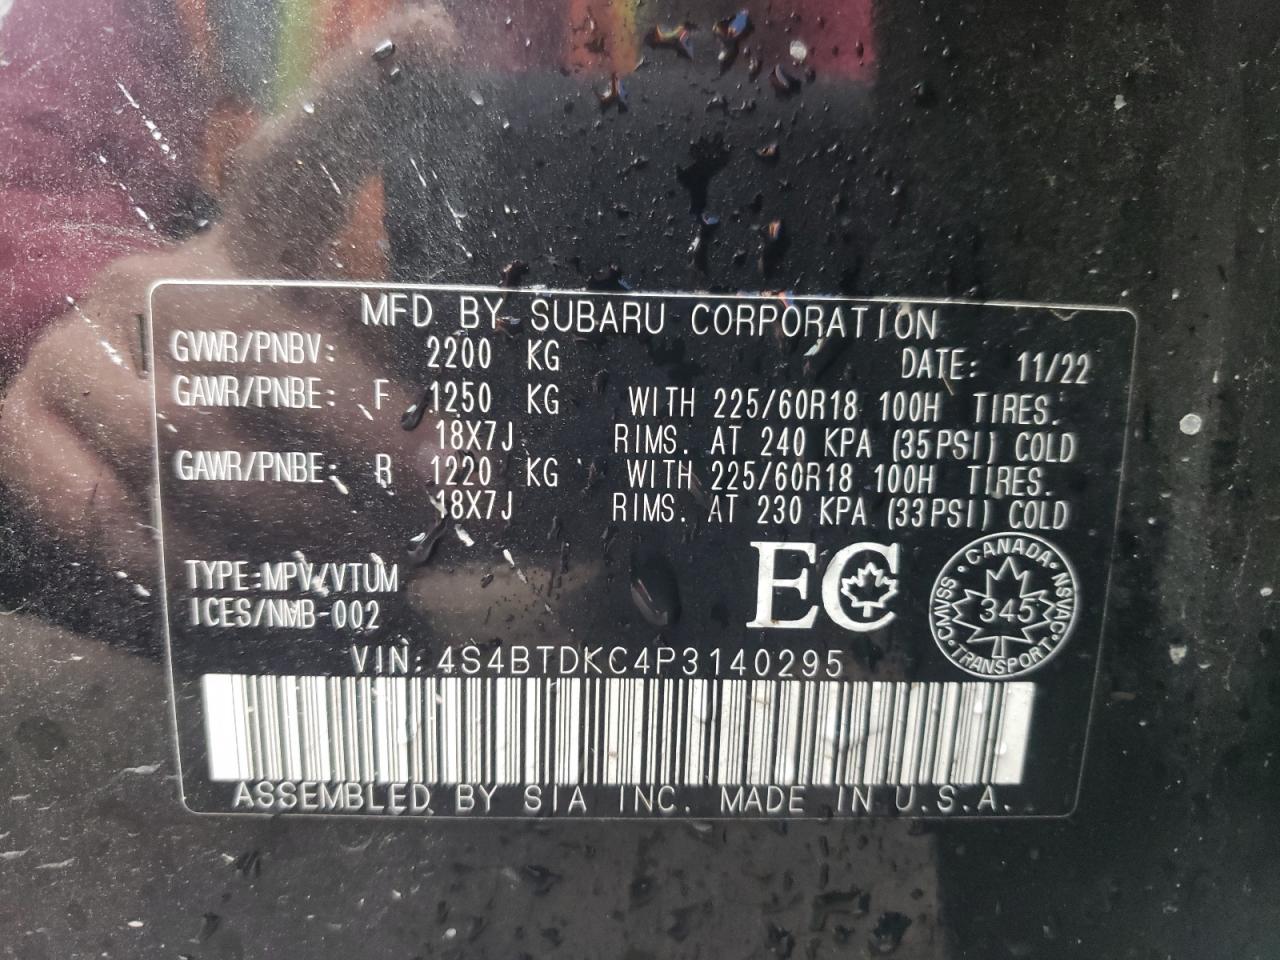 MFD BY SUBARU CORPORATION
GVWR/PNBV: 2200 KG DATE: 11/22
GAWR/PNBE: F 1250 KG WITH 225/60R18 100H TIRES.
18X7J RIMS. AT 240 KPA (35PSI) COLD
GAWR/PNBE: R 1220 KG WITH 225/60R18 100H TIRES.
18X7J RIMS. AT 230 KPA (33PSI) COLD
TYPE:MPV/VTUM
ICES/NMB-002
EC
CANADA · NSVAC · TRANSPORT · CMVSS
345
VIN: 4S4BTDKC4P3140295
ASSEMBLED BY SIA INC. MADE IN U.S.A.